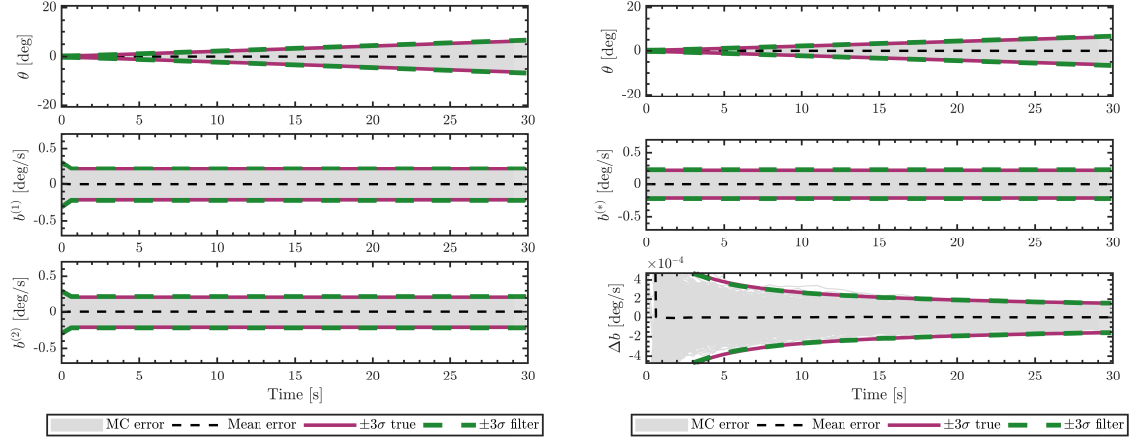 20
0
-20
θ [deg]
0 5 10 15 20 25 30
0.5
0
-0.5
b⁽¹⁾ [deg/s]
0 5 10 15 20 25 30
0.5
0
-0.5
b⁽²⁾ [deg/s]
0 5 10 15 20 25 30
Time [s]
MC error Mean error ±3σ true ±3σ filter
20
0
-20
θ [deg]
0 5 10 15 20 25 30
0.5
0
-0.5
b⁽*⁾ [deg/s]
0 5 10 15 20 25 30
×10⁻⁴
4
2
0
-2
-4
Δb [deg/s]
0 5 10 15 20 25 30
Time [s]
MC error Mean error ±3σ true ±3σ filter